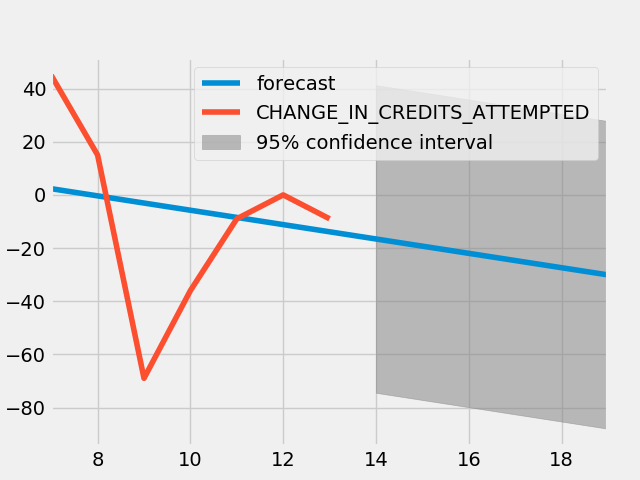 forecast
CHANGE_IN_CREDITS_ATTEMPTED
95% confidence interval
40
20
0
−20
−40
−60
−80
8 10 12 14 16 18